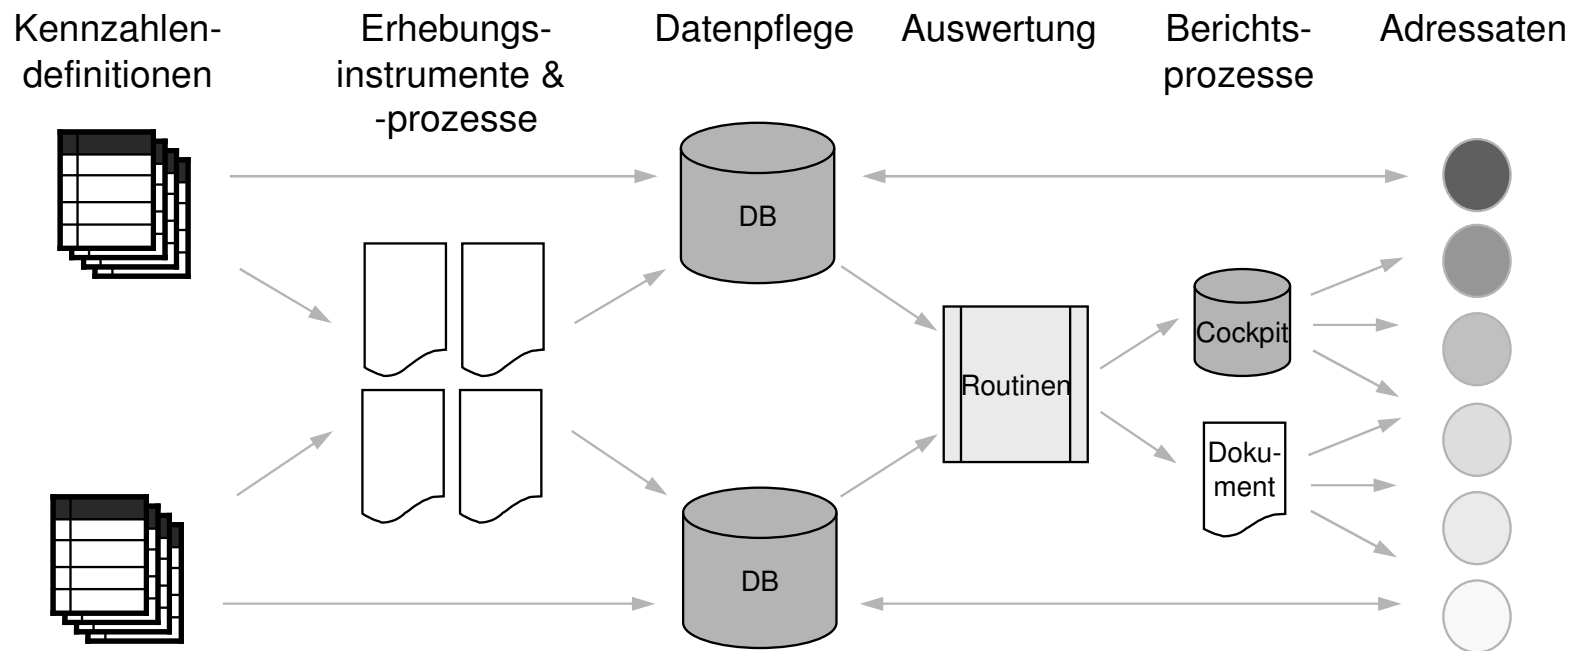 Kennzahlen-
definitionen
Erhebungs-
instrumente &
-prozesse
Datenpflege
Auswertung
Berichts-
prozesse
Adressaten
DB
Cockpit
Routinen
Doku-
ment
DB